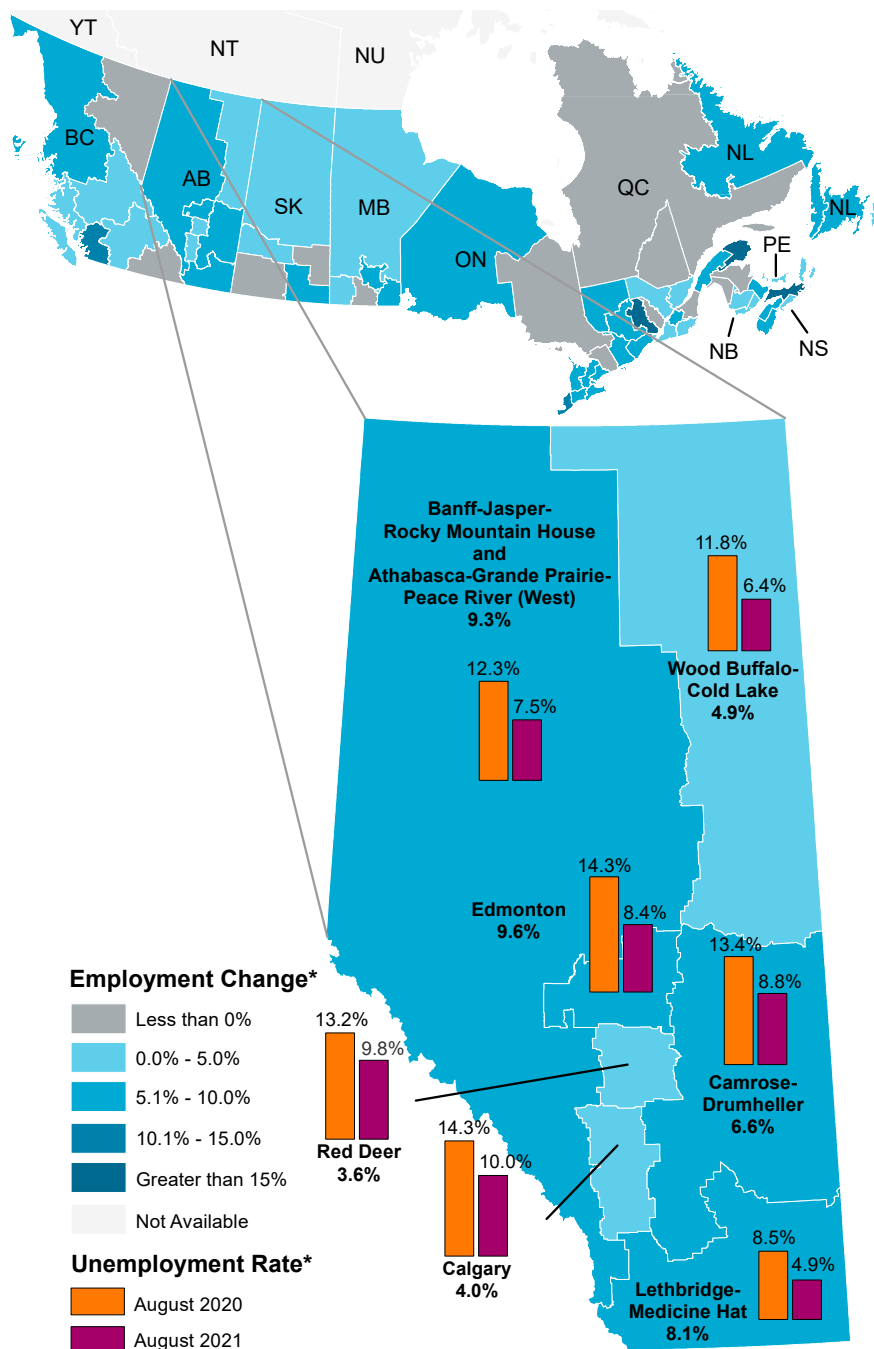 YT
NT
NU
BC
AB
SK
MB
ON
QC
NL
NL
PE
NB
NS
Banff-Jasper-
Rocky Mountain House
and
Athabasca-Grande Prairie-
Peace River (West)
9.3%
12.3%
7.5%
11.8%
6.4%
Wood Buffalo-
Cold Lake
4.9%
14.3%
8.4%
Edmonton
9.6%
13.4%
8.8%
Camrose-
Drumheller
6.6%
Employment Change*
Less than 0%
0.0% - 5.0%
5.1% - 10.0%
10.1% - 15.0%
Greater than 15%
Not Available
13.2%
9.8%
Red Deer
3.6%
14.3%
10.0%
Calgary
4.0%
8.5%
4.9%
Lethbridge-
Medicine Hat
8.1%
Unemployment Rate*
August 2020
August 2021